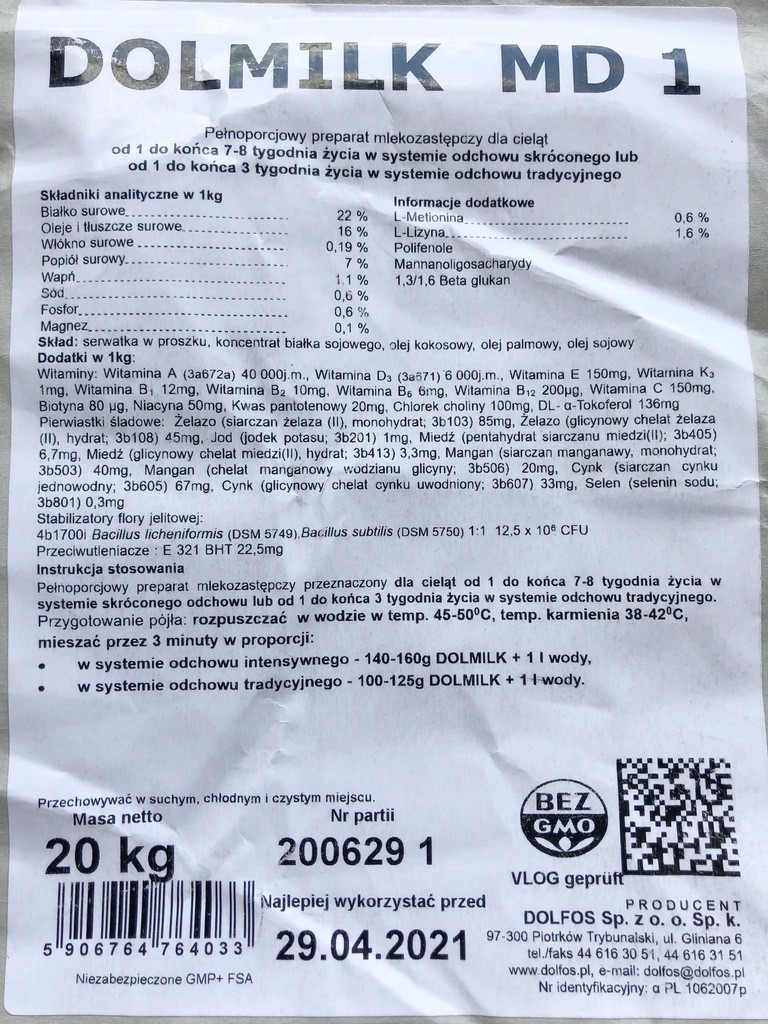 DOLMILK MD 1
Pełnoporcjowy preparat mlekozastępczy dla cieląt
od 1 do końca 7-8 tygodnia życia w systemie odchowu skróconego lub
od 1 do końca 3 tygodnia życia w systemie odchowu tradycyjnego
Składniki analityczne w 1kg
Białko surowe 22 %
Oleje i tłuszcze surowe 16 %
Włókno surowe 0,19 %
Popiół surowy 7 %
Wapń 1,1 %
Sód 0,6 %
Fosfor 0,6 %
Magnez 0,1 %
Informacje dodatkowe
L-Metionina 0,6 %
L-Lizyna 1,6 %
Polifenole
Mannanoligosacharydy
1,3/1,6 Beta glukan
Skład: serwatka w proszku, koncentrat białka sojowego, olej kokosowy, olej palmowy, olej sojowy
Dodatki w 1kg:
Witaminy: Witamina A (3a672a) 40 000j.m., Witamina D₃ (3a671) 6 000j.m., Witamina E 150mg, Witamina K₃
1mg, Witamina B₁ 12mg, Witamina B₂ 10mg, Witamina B₆ 6mg, Witamina B₁₂ 200µg, Witamina C 150mg,
Biotyna 80 µg, Niacyna 50mg, Kwas pantotenowy 20mg, Chlorek choliny 100mg, DL- α-Tokoferol 136mg
Pierwiastki śladowe: Żelazo (siarczan żelaza (II), monohydrat; 3b103) 85mg, Żelazo (glicynowy chelat żelaza
(II), hydrat; 3b108) 45mg, Jod (jodek potasu; 3b201) 1mg, Miedź (pentahydrat siarczanu miedzi(II); 3b405)
6,7mg, Miedź (glicynowy chelat miedzi(II), hydrat; 3b413) 3,3mg, Mangan (siarczan manganawy, monohydrat;
3b503) 40mg, Mangan (chelat manganowy wodzianu glicyny; 3b506) 20mg, Cynk (siarczan cynku
jednowodny; 3b605) 67mg, Cynk (glicynowy chelat cynku uwodniony; 3b607) 33mg, Selen (selenin sodu;
3b801) 0,3mg
Stabilizatory flory jelitowej:
4b1700i Bacillus licheniformis (DSM 5749), Bacillus subtilis (DSM 5750) 1:1 12,5 x 10⁸ CFU
Przeciwutleniacze : E 321 BHT 22,5mg
Instrukcja stosowania
Pełnoporcjowy preparat mlekozastępczy przeznaczony dla cieląt od 1 do końca 7-8 tygodnia życia w
systemie skróconego odchowu lub od 1 do końca 3 tygodnia życia w systemie odchowu tradycyjnego.
Przygotowanie pójła: rozpuszczać w wodzie w temp. 45-50⁰C, temp. karmienia 38-42⁰C,
mieszać przez 3 minuty w proporcji:
• w systemie odchowu intensywnego - 140-160g DOLMILK + 1 l wody,
• w systemie odchowu tradycyjnego - 100-125g DOLMILK + 1 l wody.
Przechowywać w suchym, chłodnym i czystym miejscu.
Masa netto
20 kg
Nr partii
200629 1
Najlepiej wykorzystać przed
29.04.2021
5 906764 764033
Niezabezpieczone GMP+ FSA
BEZ
GMO
VLOG geprüft
PRODUCENT
DOLFOS Sp. z o. o. Sp. k.
97-300 Piotrków Trybunalski, ul. Gliniana 6
tel./faks 44 616 30 51, 44 616 31 51
www.dolfos.pl, e-mail: dolfos@dolfos.pl
Nr identyfikacyjny: α PL 1062007p